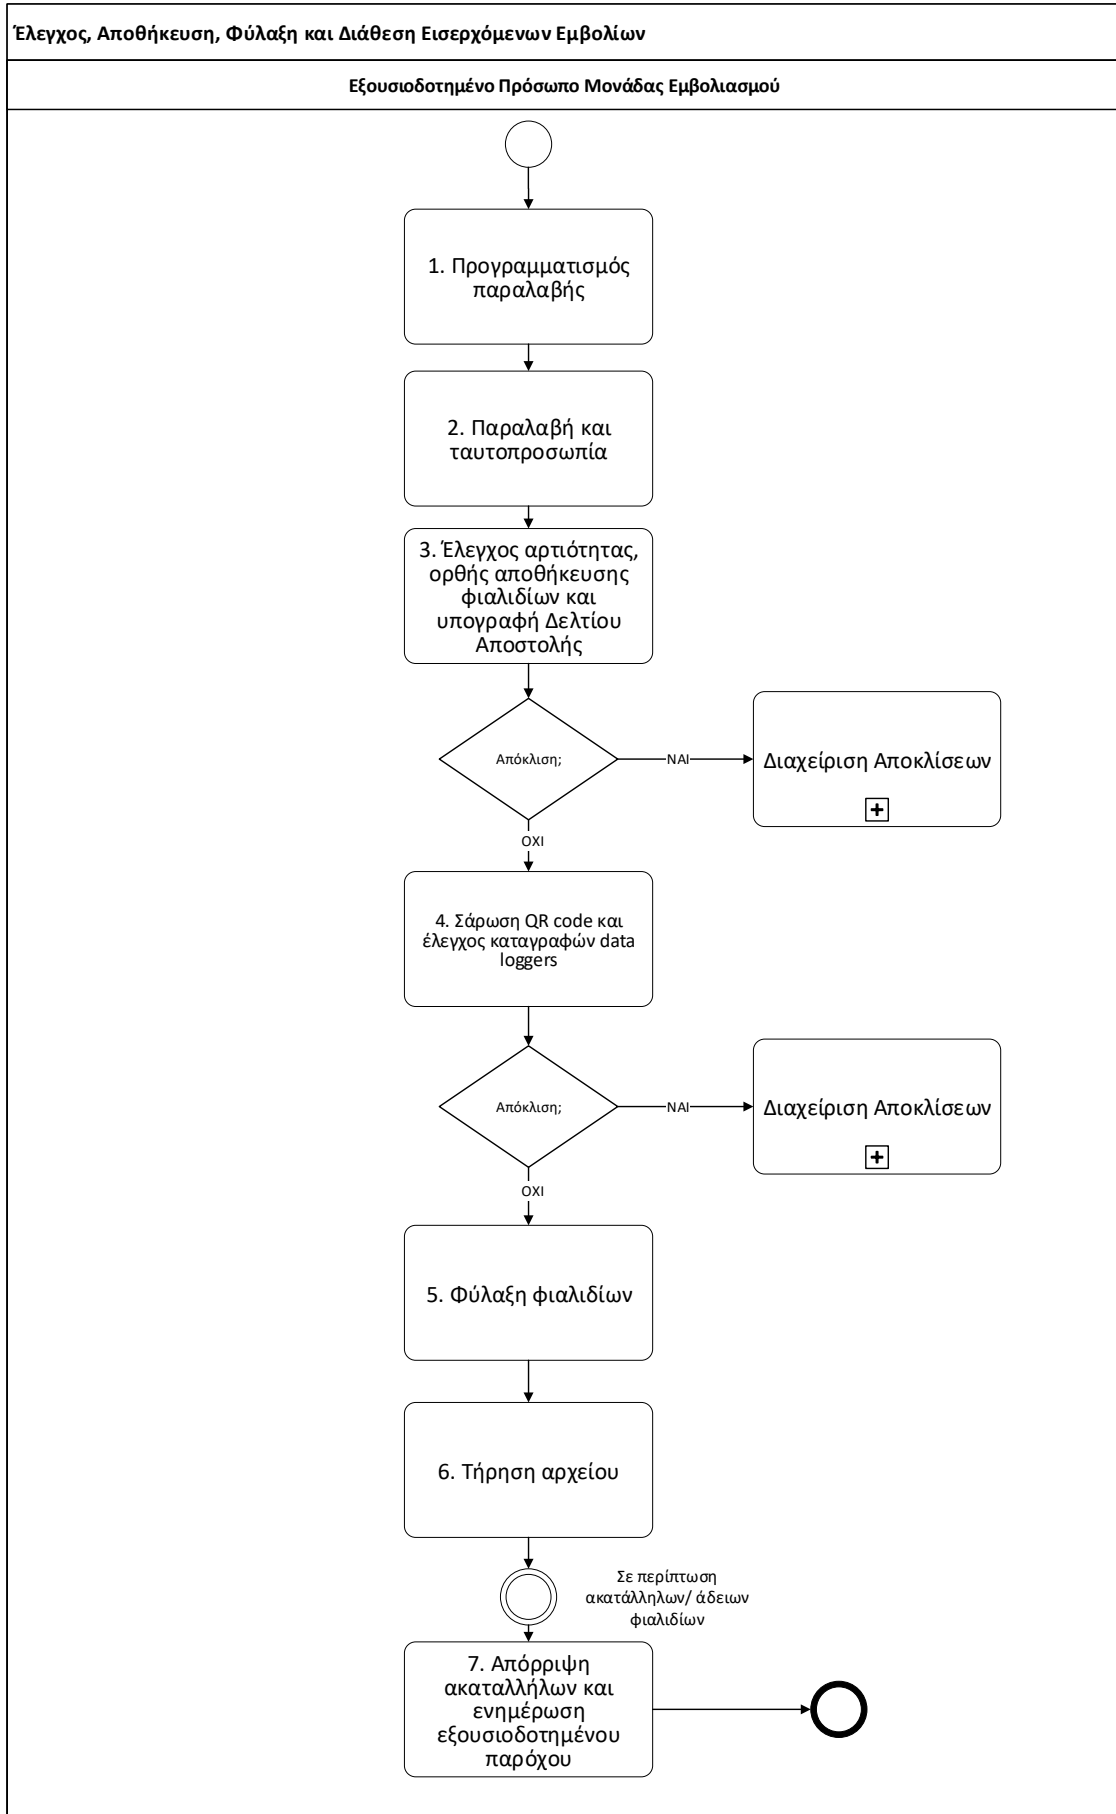 Έλεγχος, Αποθήκευση, Φύλαξη και Διάθεση Εισερχόμενων Εμβολίων
Εξουσιοδοτημένο Πρόσωπο Μονάδας Εμβολιασμού
1. Προγραμματισμός
παραλαβής
2. Παραλαβή και
ταυτοπροσωπία
3. Έλεγχος αρτιότητας,
ορθής αποθήκευσης
φιαλιδίων και
υπογραφή Δελτίου
Αποστολής
Απόκλιση;
ΝΑΙ
Διαχείριση Αποκλίσεων
ΟΧΙ
4. Σάρωση QR code και
έλεγχος καταγραφών data
loggers
Απόκλιση;
ΝΑΙ
Διαχείριση Αποκλίσεων
ΟΧΙ
5. Φύλαξη φιαλιδίων
6. Τήρηση αρχείου
Σε περίπτωση
ακατάλληλων/ άδειων
φιαλιδίων
7. Απόρριψη
ακαταλλήλων και
ενημέρωση
εξουσιοδοτημένου
παρόχου